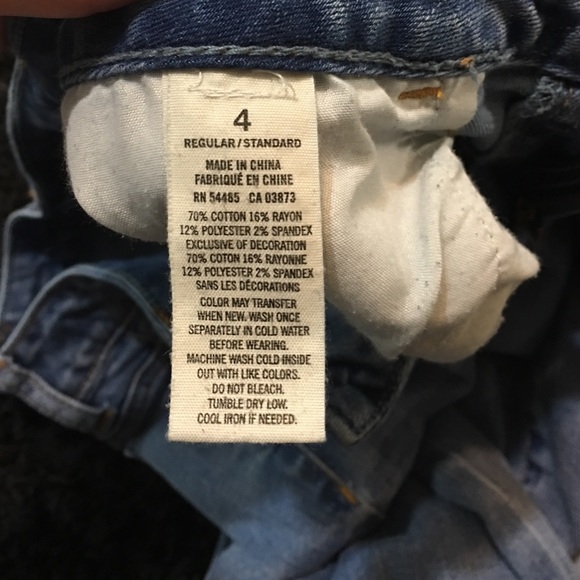 4
REGULAR/STANDARD
MADE IN CHINA
FABRIQUÉ EN CHINE
RN 54485 CA 03873
70% COTTON 16% RAYON
12% POLYESTER 2% SPANDEX
EXCLUSIVE OF DECORATION
70% COTON 16% RAYONNE
12% POLYESTER 2% SPANDEX
SANS LES DÉCORATIONS
COLOR MAY TRANSFER
WHEN NEW. WASH ONCE
SEPARATELY IN COLD WATER
BEFORE WEARING.
MACHINE WASH COLD INSIDE
OUT WITH LIKE COLORS.
DO NOT BLEACH.
TUMBLE DRY LOW.
COOL IRON IF NEEDED.